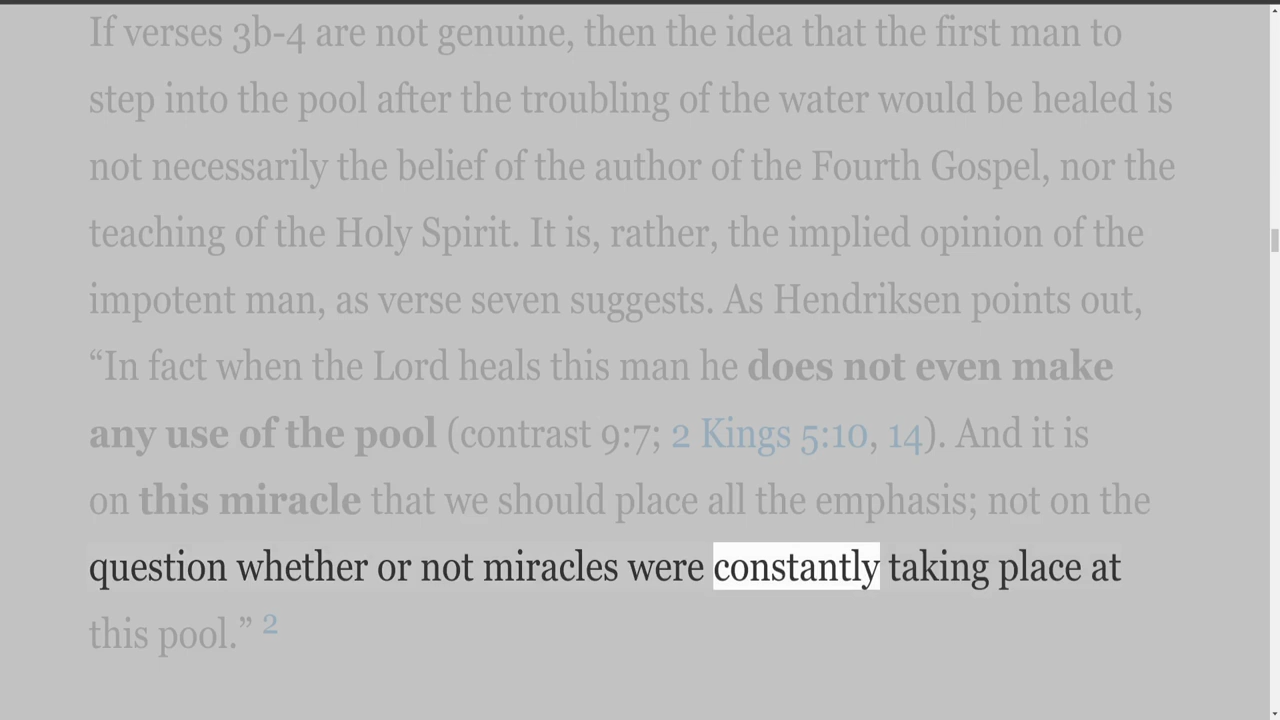 If verses 3b-4 are not genuine, then the idea that the first man to
step into the pool after the troubling of the water would be healed is
not necessarily the belief of the author of the Fourth Gospel, nor the
teaching of the Holy Spirit. It is, rather, the implied opinion of the
impotent man, as verse seven suggests. As Hendriksen points out,
“In fact when the Lord heals this man he does not even make
any use of the pool (contrast 9:7; 2 Kings 5:10, 14). And it is
on this miracle that we should place all the emphasis; not on the
question whether or not miracles were constantly taking place at
this pool.” 2